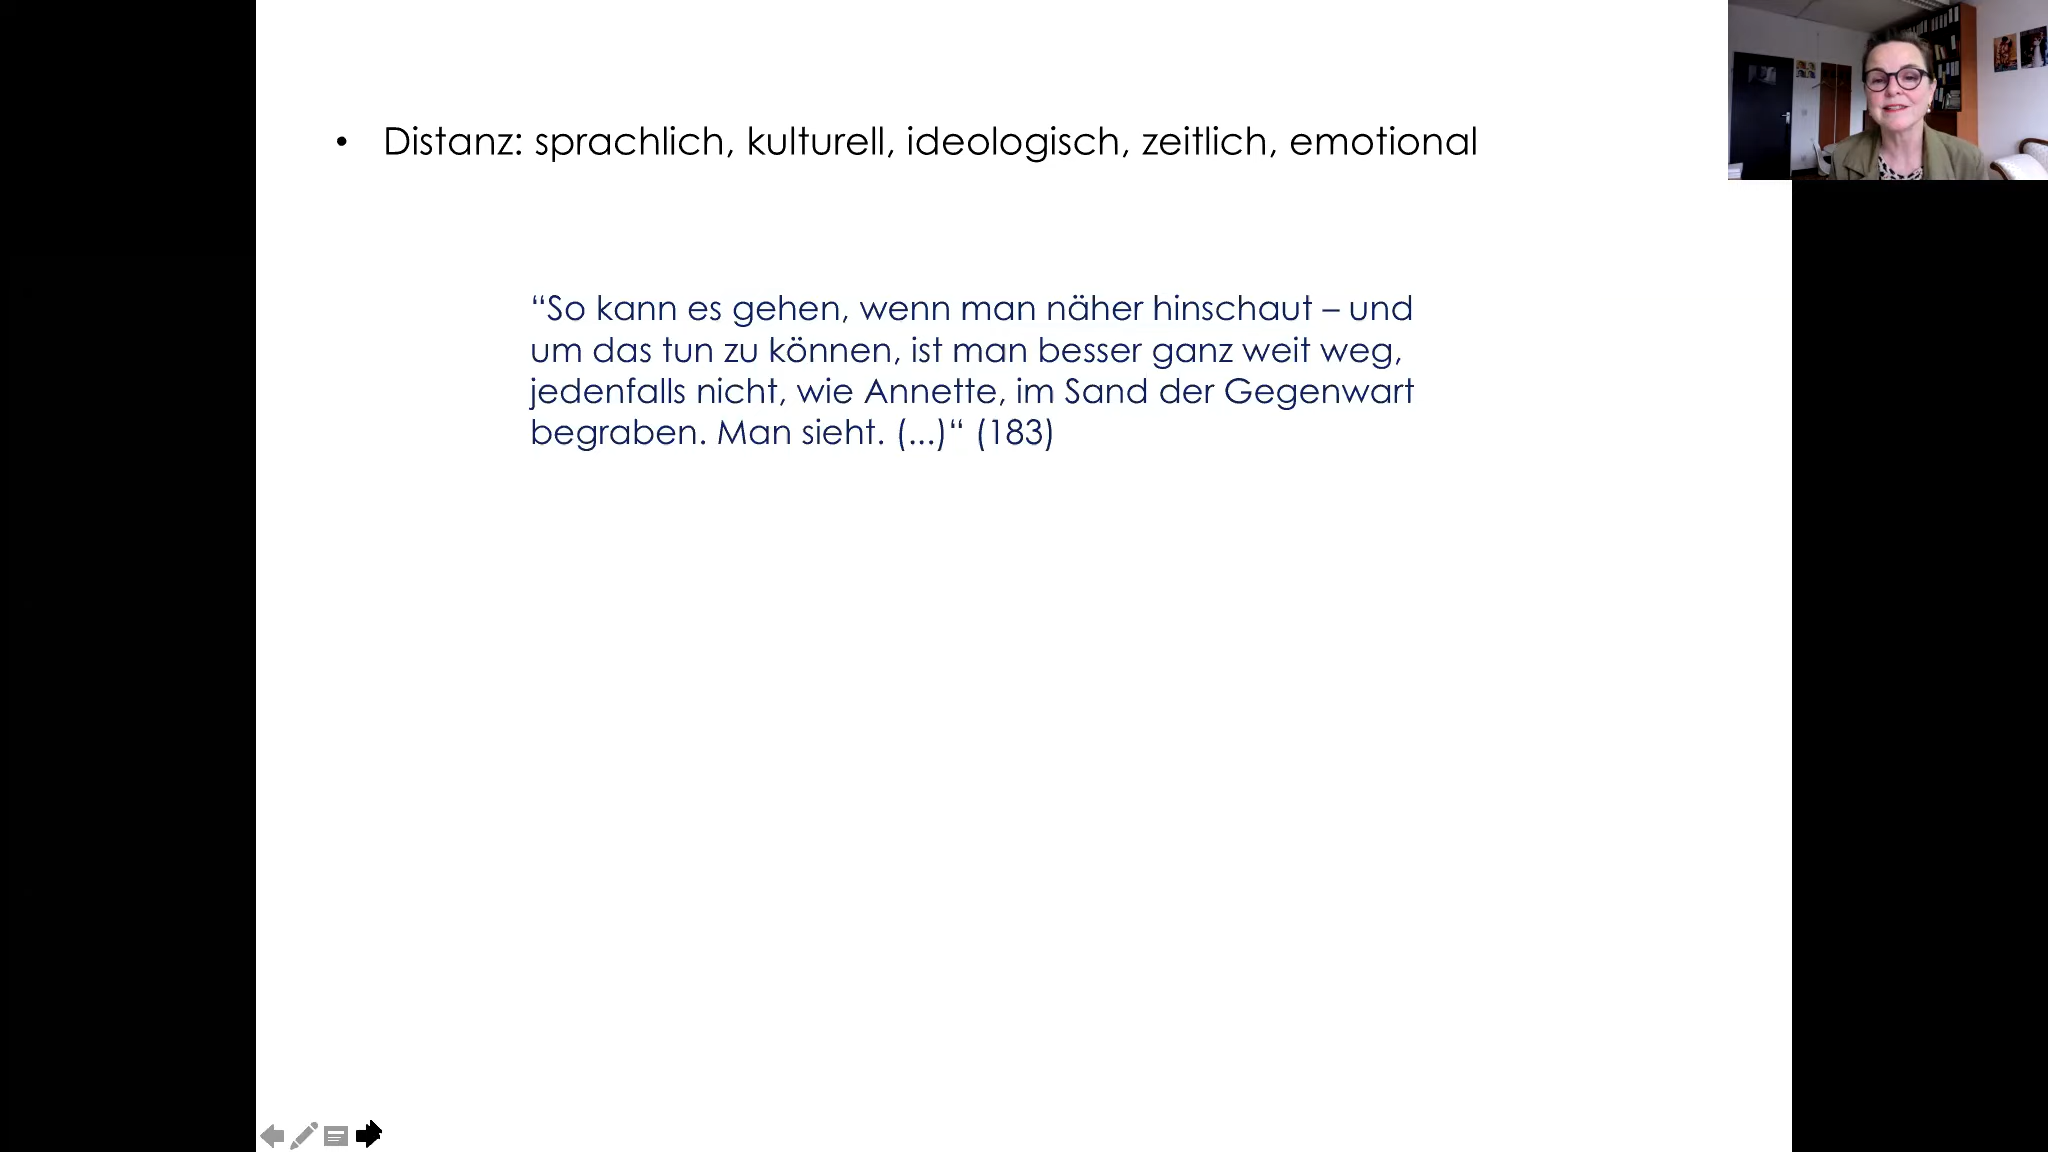 • Distanz: sprachlich, kulturell, ideologisch, zeitlich, emotional
“So kann es gehen, wenn man näher hinschaut – und
um das tun zu können, ist man besser ganz weit weg,
jedenfalls nicht, wie Annette, im Sand der Gegenwart
begraben. Man sieht. (...)“ (183)